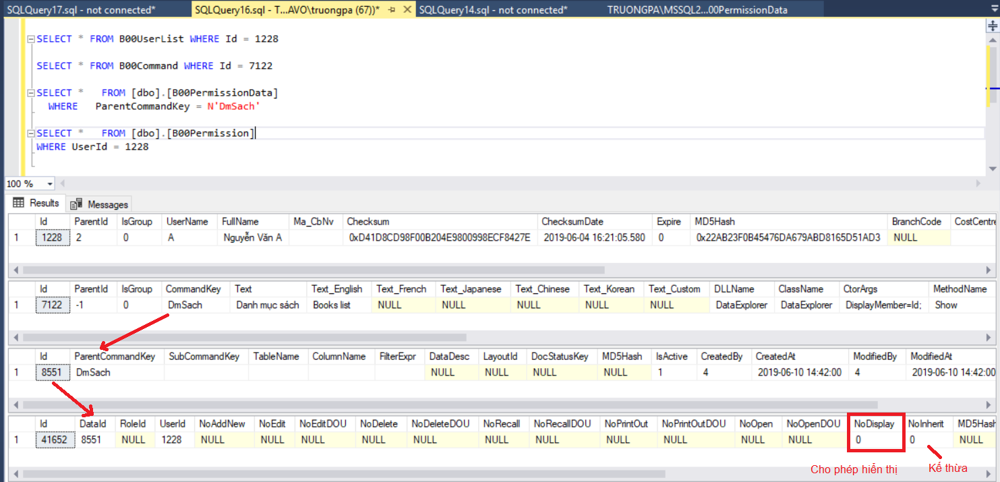 SQLQuery17.sql - not connected* SQLQuery16.sql - T...AVO\truongpa (67))* SQLQuery14.sql - not connected* TRUONGPA\MSSQL2...00PermissionData
SELECT * FROM B00UserList WHERE Id = 1228
SELECT * FROM B00Command WHERE Id = 7122
SELECT * FROM [dbo].[B00PermissionData]
WHERE ParentCommandKey = N'DmSach'
SELECT * FROM [dbo].[B00Permission]
WHERE UserId = 1228
100 %
Results Messages
Id ParentId IsGroup UserName FullName Ma_CbNv Checksum ChecksumDate Expire MD5Hash BranchCode CostCentre
1 1228 2 0 A Nguyễn Văn A 0xD41D8CD98F00B204E9800998ECF8427E 2019-06-04 16:21:05.580 0 0x22AB23F0B45476DA679ABD8165D51AD3 NULL
Id ParentId IsGroup CommandKey Text Text_English Text_French Text_Japanese Text_Chinese Text_Korean Text_Custom DLLName ClassName CtorArgs MethodName
1 7122 -1 0 DmSach Danh mục sách Books list NULL NULL NULL NULL NULL DataExplorer DataExplorer DisplayMember=Id; Show
Id ParentCommandKey SubCommandKey TableName ColumnName FilterExpr DataDesc LayoutId DocStatusKey MD5Hash IsActive CreatedBy CreatedAt ModifiedBy ModifiedAt
1 8551 DmSach NULL NULL NULL NULL 1 4 2019-06-10 14:42:00 4 2019-06-10 14:42:00
Id DataId RoleId UserId NoAddNew NoEdit NoEditDOU NoDelete NoDeleteDOU NoRecall NoRecallDOU NoPrintOut NoPrintOutDOU NoOpen NoOpenDOU NoDisplay NoInherit MD5Hash
1 41652 8551 NULL 1228 NULL NULL NULL NULL NULL NULL NULL NULL NULL NULL NULL 0 0 NULL
Cho phép hiển thị Kế thừa